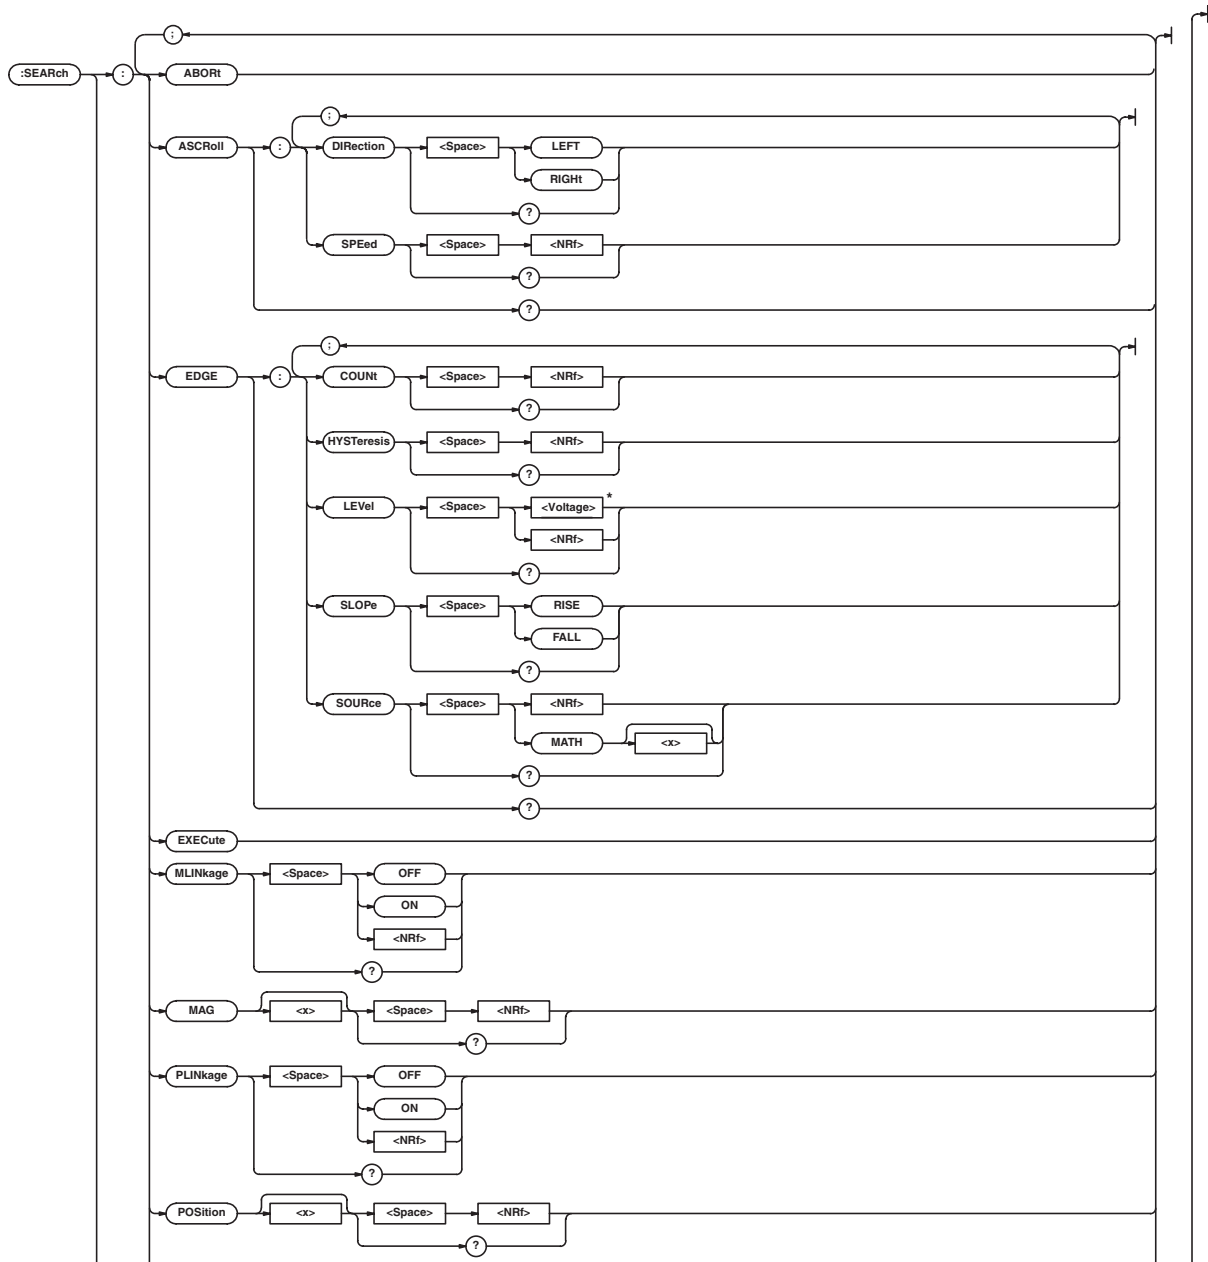 ;
:SEARch : ABORt
;
ASCRoll : DIRection <Space> LEFT
RIGHt
?
SPEed <Space> <NRf>
?
?
;
EDGE : COUNt <Space> <NRf>
?
HYSTeresis <Space> <NRf>
?
LEVel <Space> <Voltage> *
<NRf>
?
SLOPe <Space> RISE
FALL
?
SOURce <Space> <NRf>
MATH <x>
?
?
EXECute
MLINkage <Space> OFF
ON
<NRf>
?
MAG <x> <Space> <NRf>
?
PLINkage <Space> OFF
ON
<NRf>
?
POSition <x> <Space> <NRf>
?